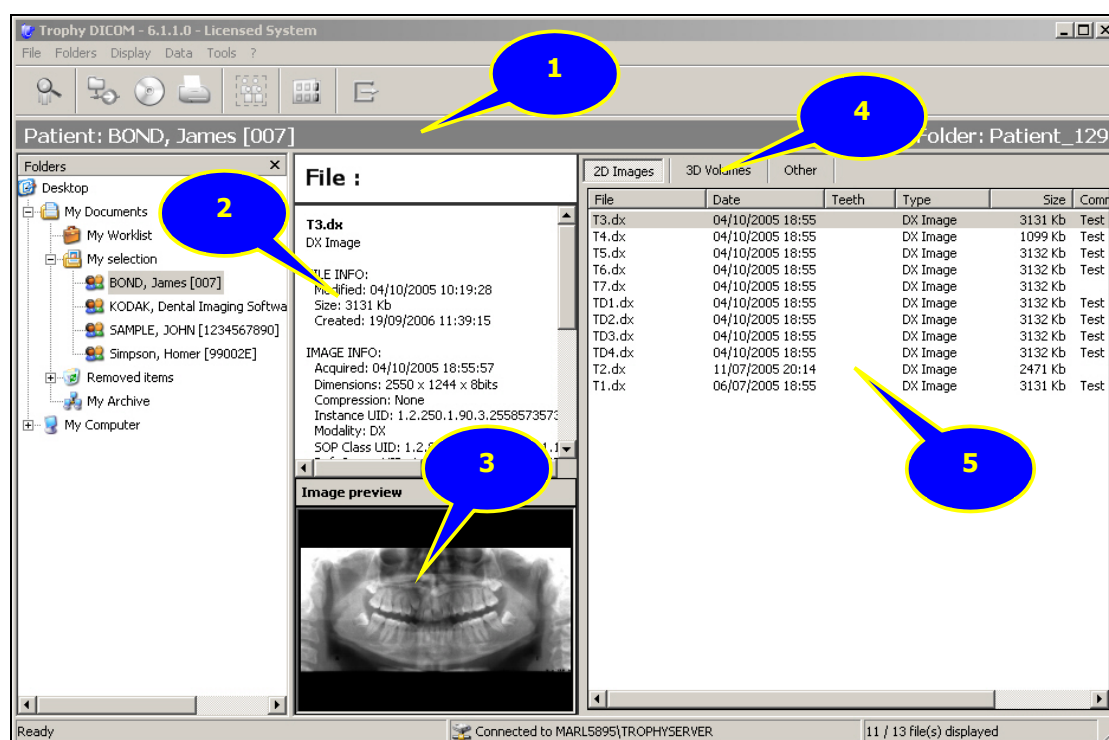 Trophy DICOM - 6.1.1.0 - Licensed System
File Folders Display Data Tools ?
1
4
Patient: BOND, James [007]
Folder: Patient_129
Folders
Desktop
My Documents
My Worklist
My selection
BOND, James [007]
KODAK, Dental Imaging Softwa
SAMPLE, JOHN [1234567890]
Simpson, Homer [99002E]
Removed items
My Archive
My Computer
2
File :
T3.dx
DX Image
FILE INFO:
Modified: 04/10/2005 10:19:28
Size: 3131 Kb
Created: 19/09/2006 11:39:15
IMAGE INFO:
Acquired: 04/10/2005 18:55:57
Dimensions: 2550 x 1244 x 8bits
Compression: None
Instance UID: 1.2.250.1.90.3.2558573573
Modality: DX
SOP Class UID: 1.2.
3
Image preview
2D Images 3D Volumes Other
File Date Teeth Type Size Comm
T3.dx 04/10/2005 18:55 DX Image 3131 Kb Test
T4.dx 04/10/2005 18:55 DX Image 1099 Kb Test
T5.dx 04/10/2005 18:55 DX Image 3132 Kb Test
T6.dx 04/10/2005 18:55 DX Image 3132 Kb Test
T7.dx 04/10/2005 18:55 DX Image 3132 Kb
TD1.dx 04/10/2005 18:55 DX Image 3132 Kb Test
TD2.dx 04/10/2005 18:55 DX Image 3132 Kb Test
TD3.dx 04/10/2005 18:55 DX Image 3132 Kb Test
TD4.dx 04/10/2005 18:55 DX Image 3132 Kb Test
T2.dx 11/07/2005 20:14 DX Image 2471 Kb
T1.dx 06/07/2005 18:55 DX Image 3131 Kb Test
5
Ready
Connected to MARL5895\TROPHYSERVER
11 / 13 file(s) displayed